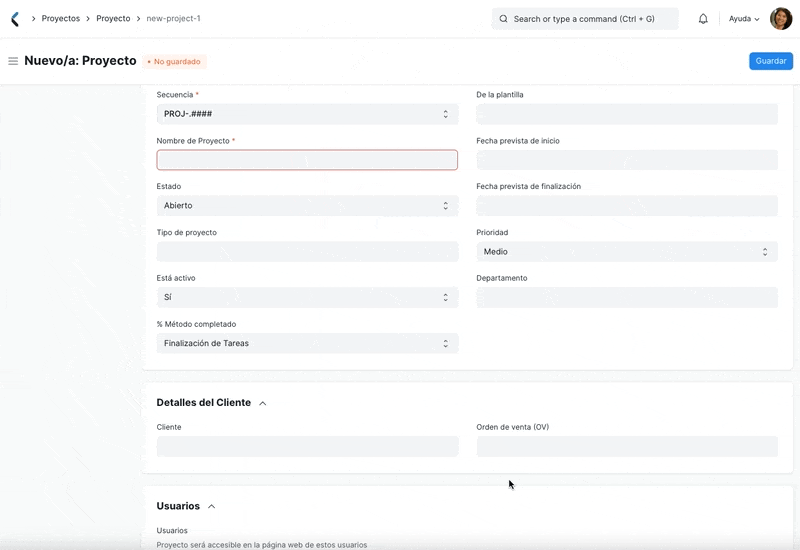 Proyectos
Proyecto
new-project-1
Search or type a command (Ctrl + G)
Ayuda
Nuevo/a: Proyecto
No guardado
Guardar
Secuencia *
De la plantilla
PROJ-.####
Nombre de Proyecto *
Fecha prevista de inicio
Estado
Fecha prevista de finalización
Abierto
Tipo de proyecto
Prioridad
Medio
Está activo
Departamento
Sí
% Método completado
Finalización de Tareas
Detalles del Cliente
Cliente
Orden de venta (OV)
Usuarios
Usuarios
Proyecto será accesible en la página web de estos usuarios